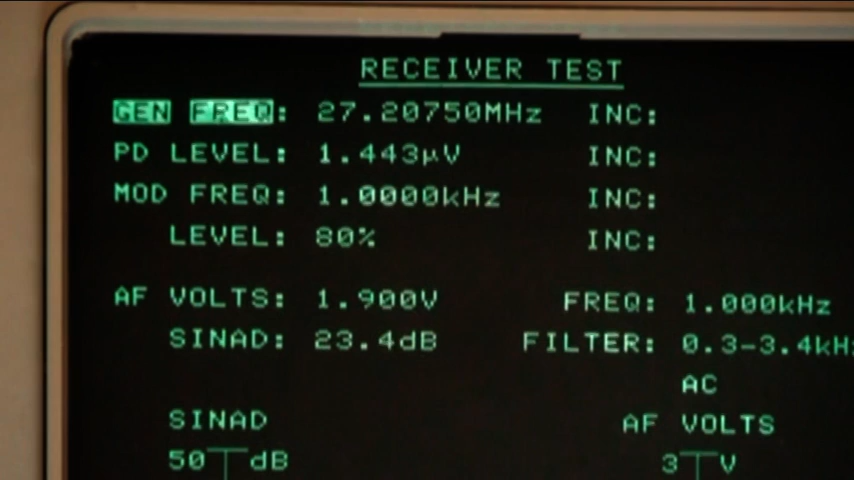 RECEIVER TEST
GEN FREQ: 27.20750MHz INC:
PD LEVEL: 1.443µV INC:
MOD FREQ: 1.0000kHz INC:
LEVEL: 80% INC:
AF VOLTS: 1.900V FREQ: 1.000kHz
SINAD: 23.4dB FILTER: 0.3-3.4kHz
AC
SINAD AF VOLTS
50 dB 3 V